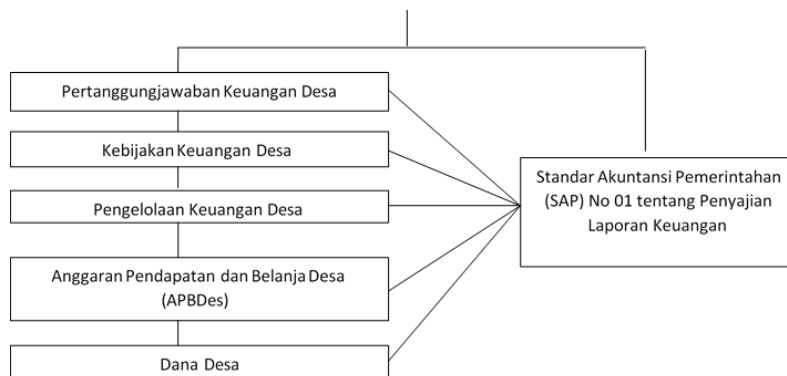 Pertanggungjawaban Keuangan Desa
Kebijakan Keuangan Desa
Pengelolaan Keuangan Desa
Anggaran Pendapatan dan Belanja Desa
(APBDes)
Dana Desa
Standar Akuntansi Pemerintahan
(SAP) No 01 tentang Penyajian
Laporan Keuangan